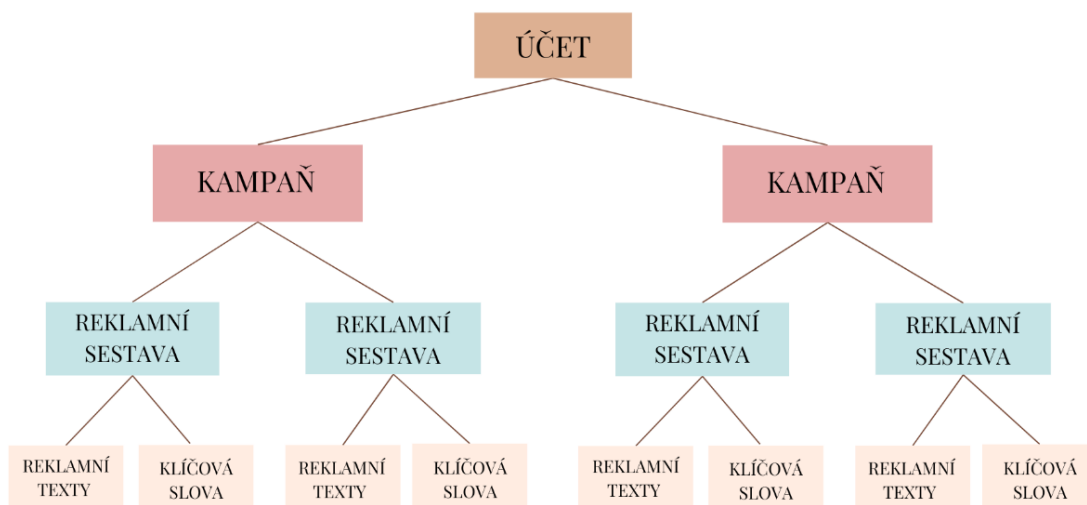 ÚČET
KAMPAŇ
KAMPAŇ
REKLAMNÍ
SESTAVA
REKLAMNÍ
SESTAVA
REKLAMNÍ
SESTAVA
REKLAMNÍ
SESTAVA
REKLAMNÍ
TEXTY
KLÍČOVÁ
SLOVA
REKLAMNÍ
TEXTY
KLÍČOVÁ
SLOVA
REKLAMNÍ
TEXTY
KLÍČOVÁ
SLOVA
REKLAMNÍ
TEXTY
KLÍČOVÁ
SLOVA